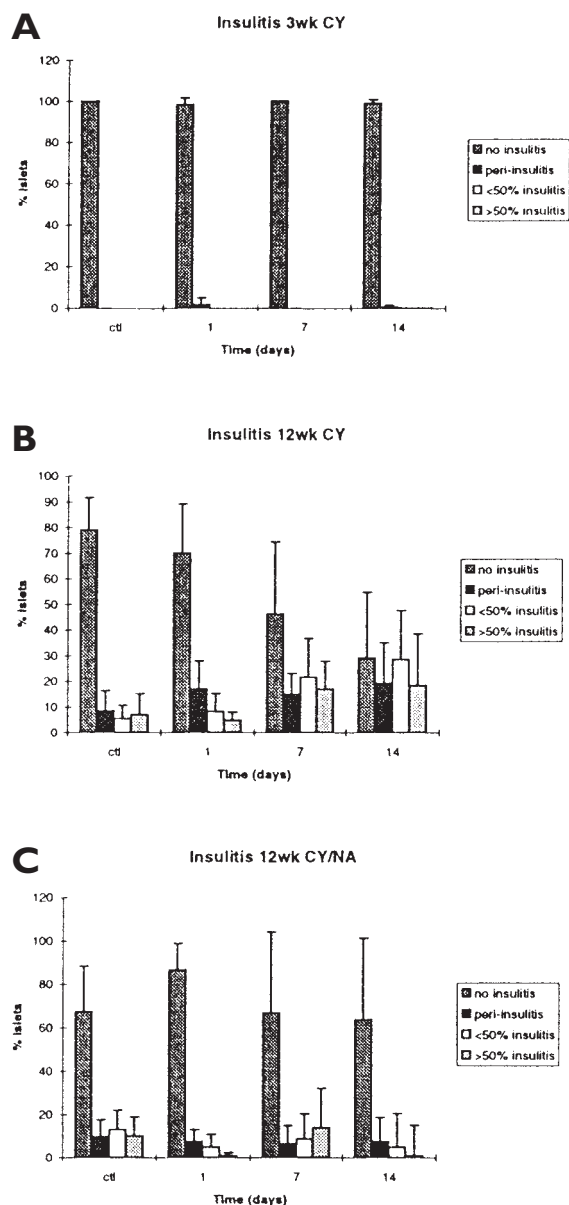 A
Insulitis 3wk CY
120
100
80
60
40
20
0
% islets
ctl
1
7
14
Time (days)
no insulitis
peri-insulitis
<50% insulitis
>50% insulitis
B
Insulitis 12wk CY
100
90
80
70
60
50
40
30
20
10
0
% islets
ctl
1
7
14
Time (days)
no insulitis
peri-insulitis
<50% insulitis
>50% insulitis
C
Insulitis 12wk CY/NA
120
100
80
60
40
20
0
% islets
ctl
1
7
14
Time (days)
no insulitis
peri-insulitis
<50% insulitis
>50% insulitis